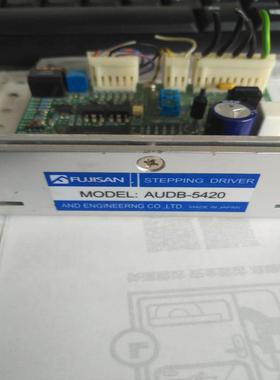 FUJISAN STEPPING DRIVER
MODEL: AUDB-5420
AND ENGINEERNG CO.,LTD. MADE IN JAPAN